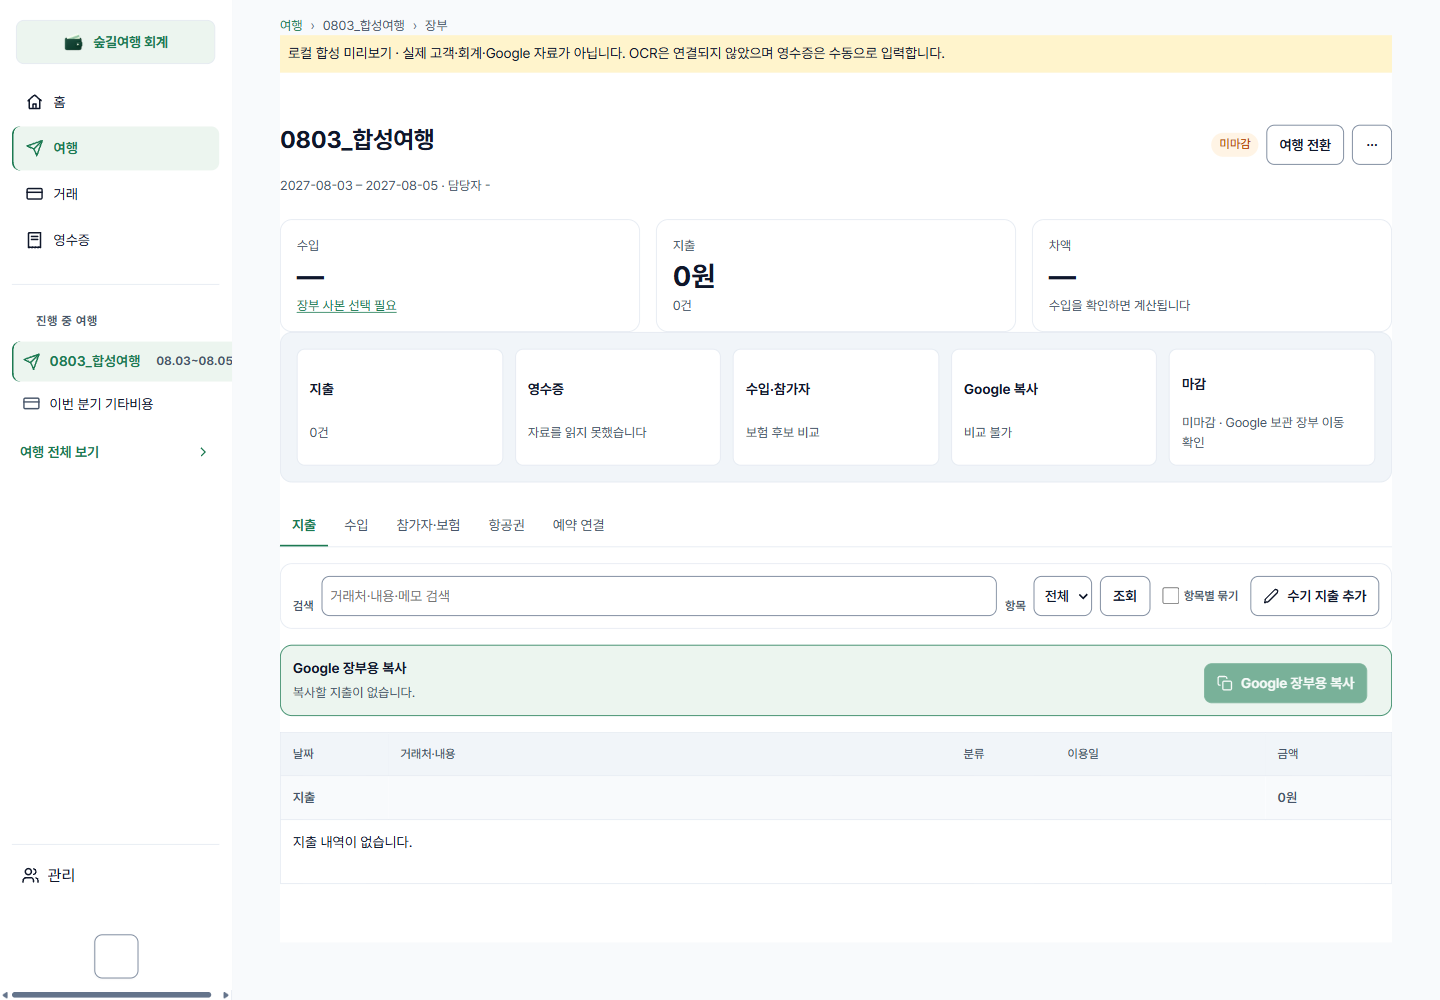 숲길여행 회계
홈
여행
거래
영수증
진행 중 여행
0803_합성여행 08.03~08.05
이번 분기 기타비용
여행 전체 보기
관리
여행 › 0803_합성여행 › 장부
로컬 합성 미리보기 · 실제 고객·회계·Google 자료가 아닙니다. OCR은 연결되지 않았으며 영수증은 수동으로 입력합니다.
0803_합성여행
미마감 여행 전환 ···
2027-08-03 – 2027-08-05 · 담당자 -
수입
—
장부 사본 선택 필요
지출
0원
0건
차액
—
수입을 확인하면 계산됩니다
지출
0건
영수증
자료를 읽지 못했습니다
수입·참가자
보험 후보 비교
Google 복사
비교 불가
마감
미마감 · Google 보관 장부 이동
확인
지출 수입 참가자·보험 항공권 예약 연결
검색 거래처·내용·메모 검색 항목 전체 조회 항목별 묶기 수기 지출 추가
Google 장부용 복사
복사할 지출이 없습니다.
Google 장부용 복사
날짜 거래처·내용 분류 이용일 금액
지출 0원
지출 내역이 없습니다.